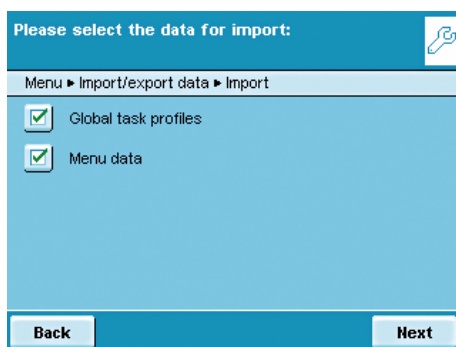 Please select the data for import:
Menu ▸ Import/export data ▸ Import
Global task profiles
Menu data
Back
Next